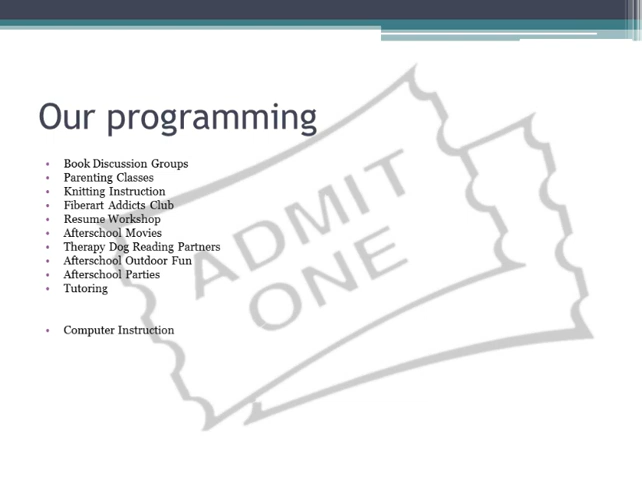 Our programming
• Book Discussion Groups
• Parenting Classes
• Knitting Instruction
• Fiberart Addicts Club
• Resume Workshop
• Afterschool Movies
• Therapy Dog Reading Partners
• Afterschool Outdoor Fun
• Afterschool Parties
• Tutoring
• Computer Instruction
ADMIT
ONE